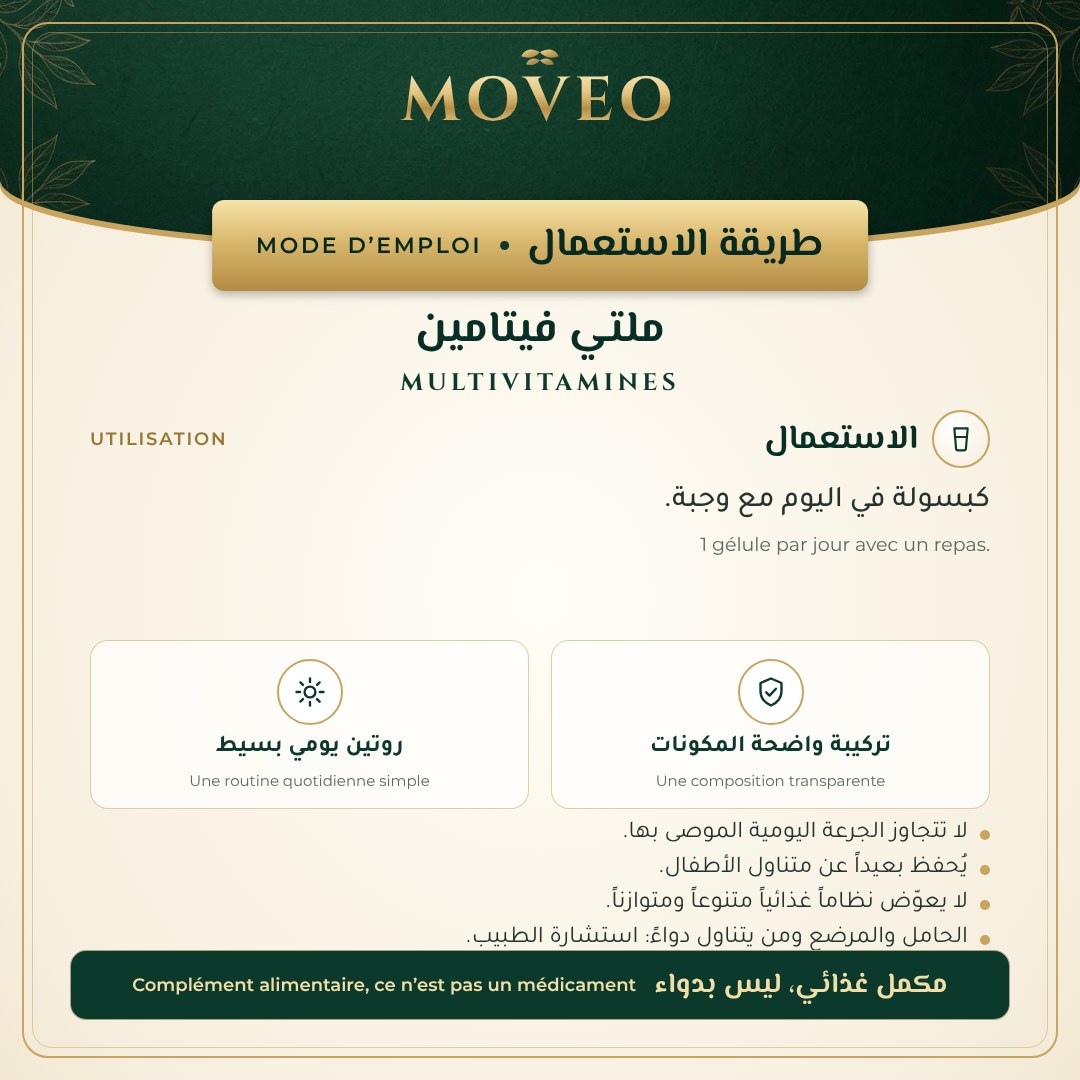 MOVEO
طريقة الاستعمال • MODE D’EMPLOI
ملتي فيتامين
MULTIVITAMINES
الاستعمال
UTILISATION
كبسولة في اليوم مع وجبة.
1 gélule par jour avec un repas.
تركيبة واضحة المكونات
Une composition transparente
روتين يومي بسيط
Une routine quotidienne simple
لا تتجاوز الجرعة اليومية الموصى بها.
يُحفظ بعيداً عن متناول الأطفال.
لا يعوّض نظاماً غذائياً متنوعاً ومتوازناً.
الحامل والمرضع ومن يتناول دواءً: استشارة الطبيب.
مكمل غذائي، ليس بدواء Complément alimentaire, ce n’est pas un médicament